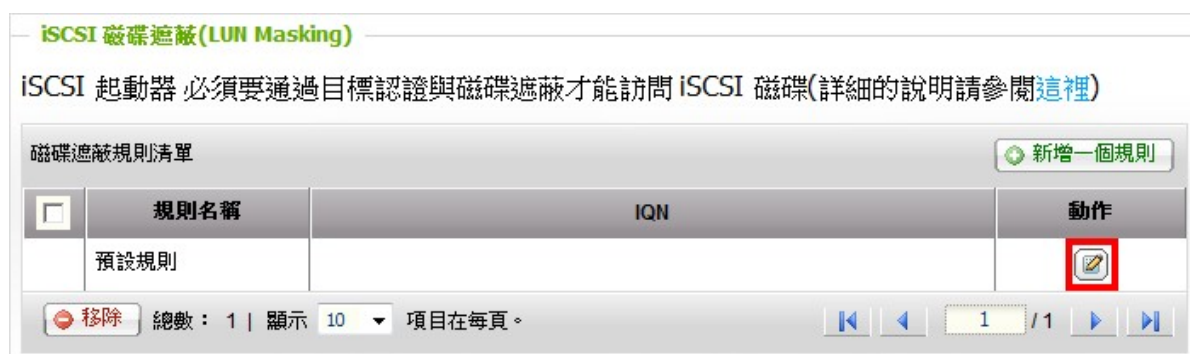 iSCSI 磁碟遮蔽(LUN Masking)
iSCSI 起動器 必須要通過目標認證與磁碟遮蔽才能訪問 iSCSI 磁碟(詳細的說明請參閱這裡)
磁碟遮蔽規則清單 新增一個規則
規則名稱 IQN 動作
預設規則
移除 總數： 1 | 顯示 10 項目在每頁。 1 / 1